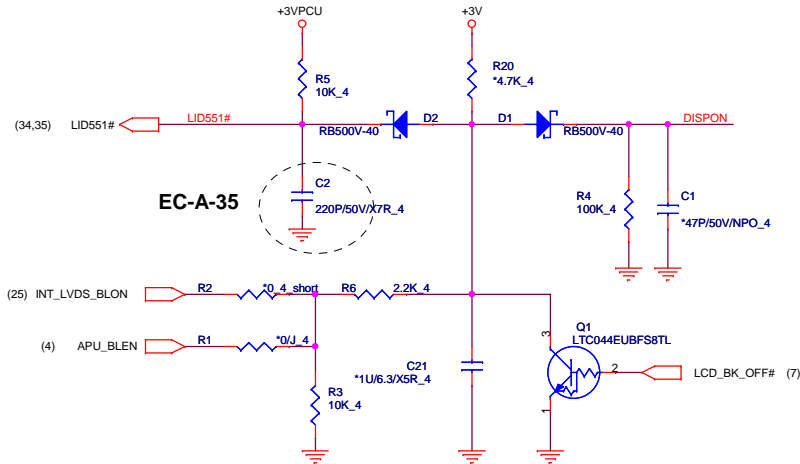 +3VPCU
+3V
R5
10K_4
R20
*4.7K_4
(34,35) LID551#
LID551#
RB500V-40
D2
D1
RB500V-40
DISPON
EC-A-35
C2
220P/50V/X7R_4
R4
100K_4
C1
*47P/50V/NPO_4
(25) INT_LVDS_BLON
R2
*0_4_short
R6
2.2K_4
(4) APU_BLEN
R1
*0/J_4
R3
10K_4
C21
*1U/6.3/X5R_4
3
Q1
LTC044EUBFS8TL
2
1
LCD_BK_OFF# (7)